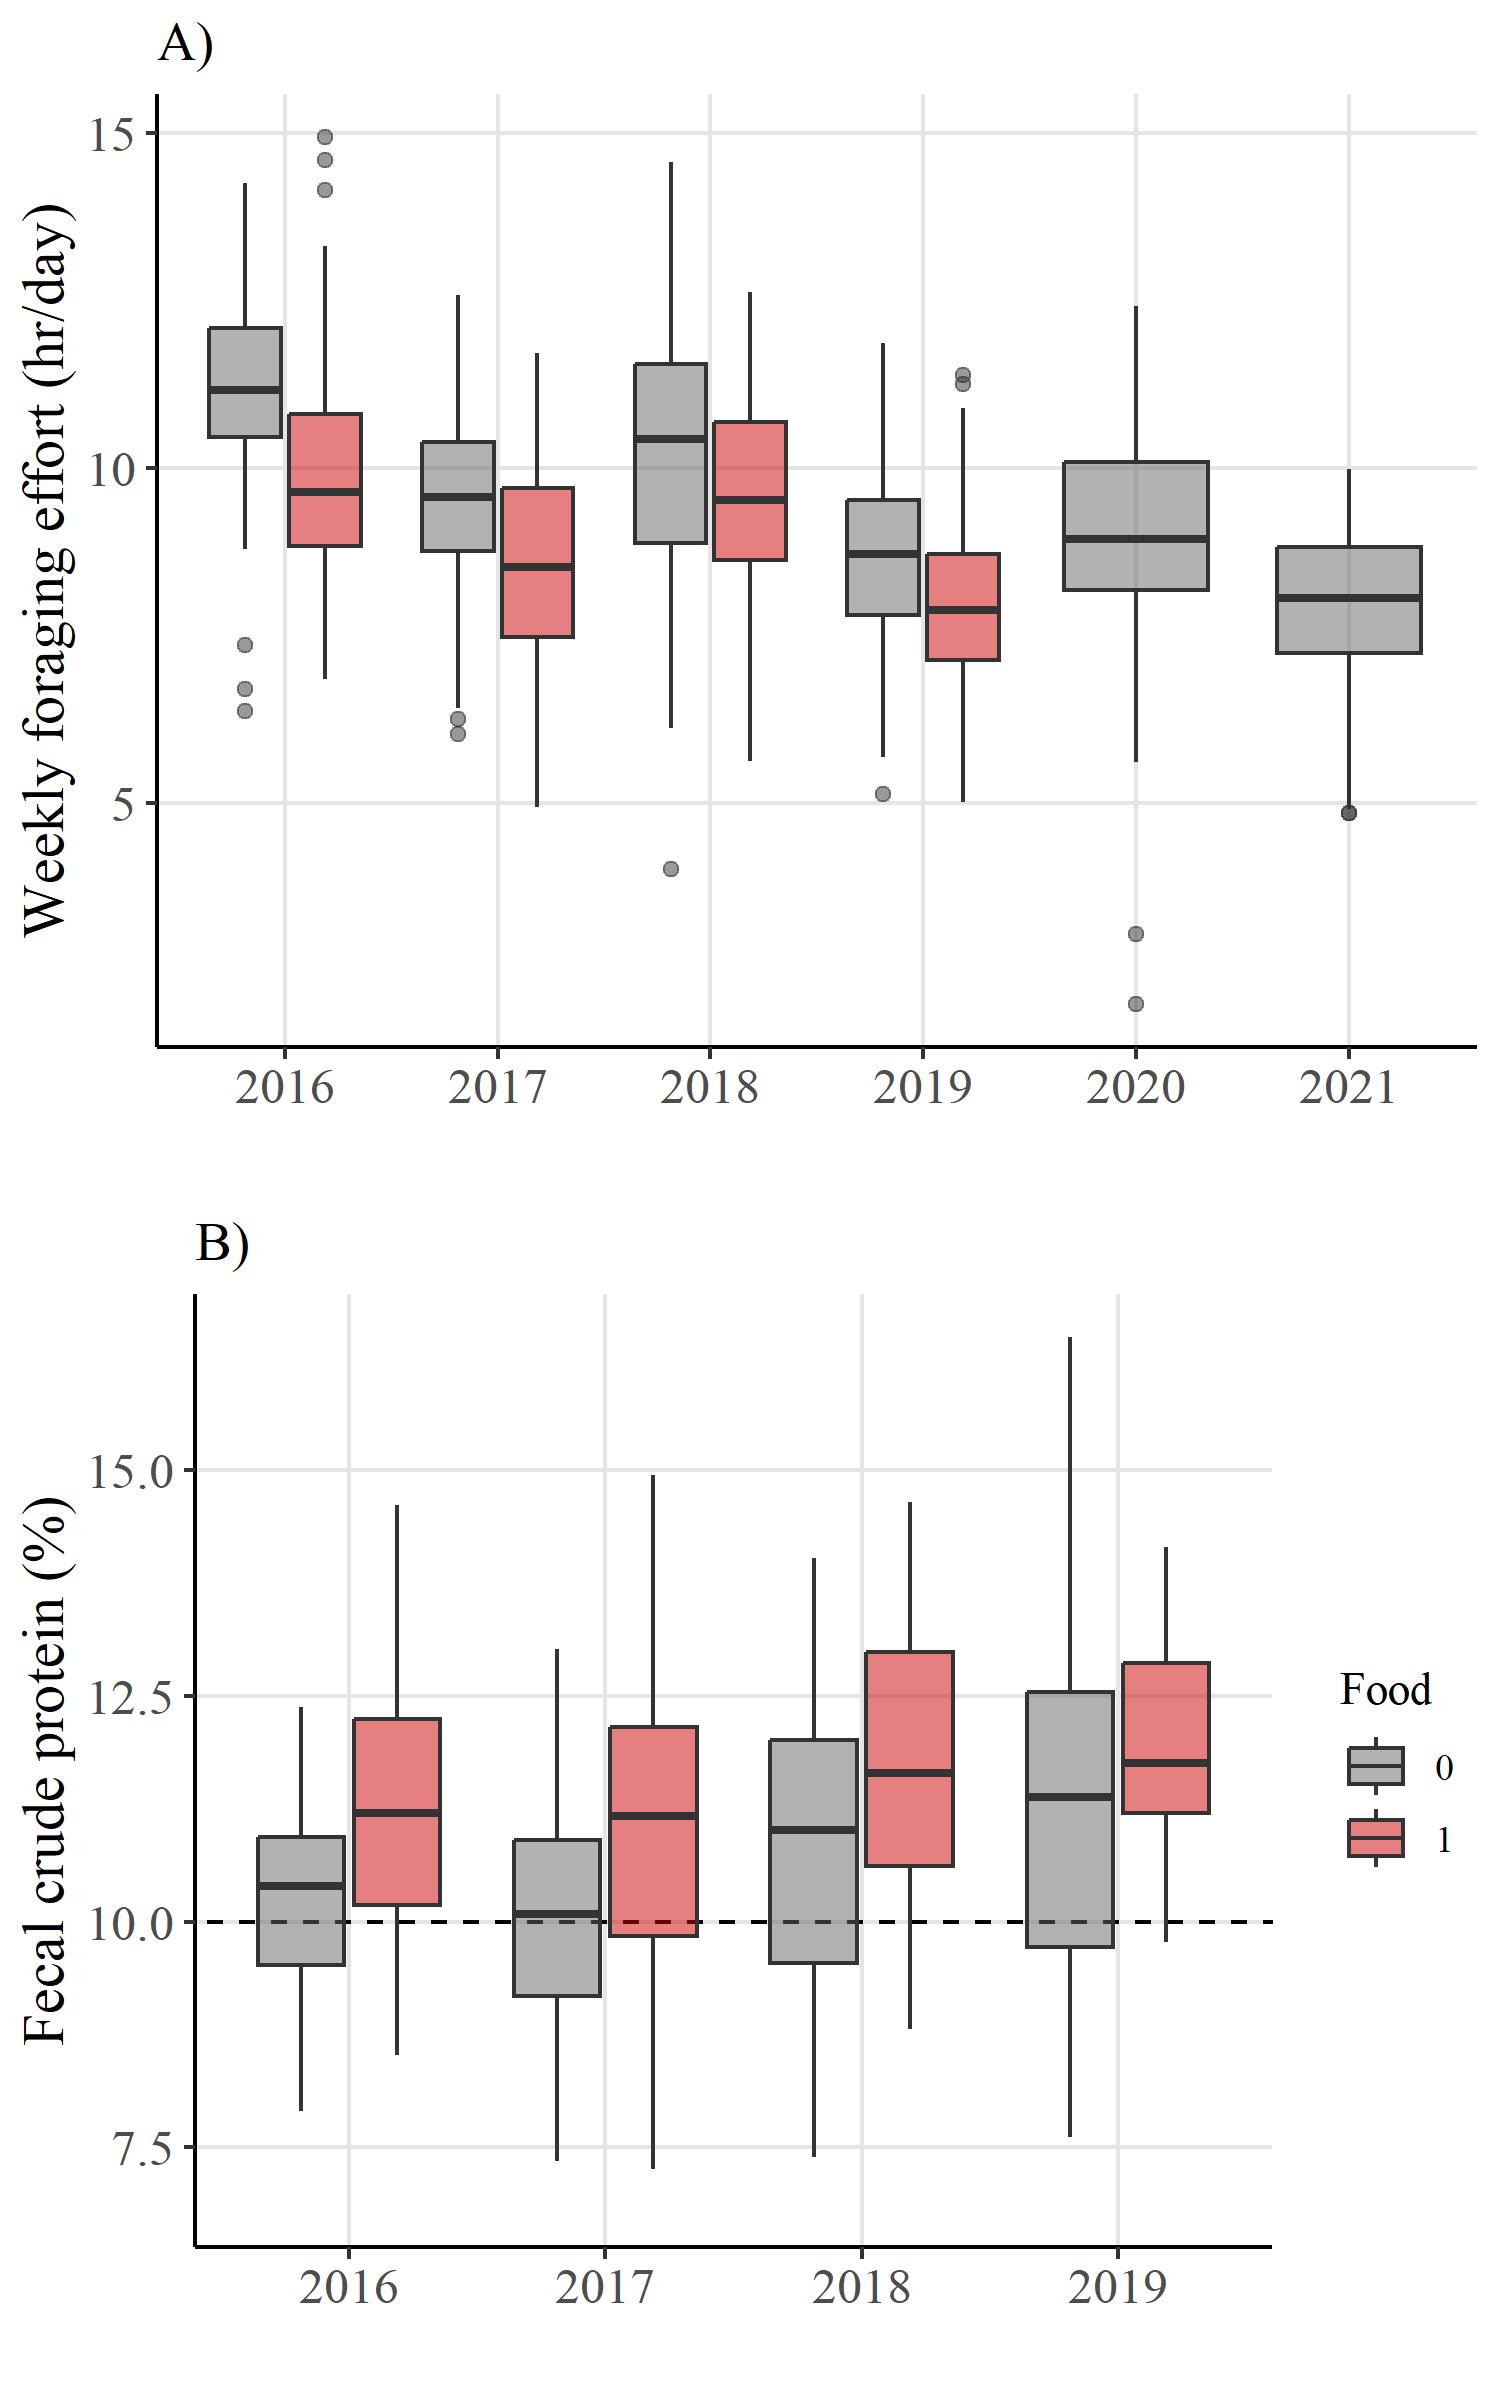 A)
Weekly foraging effort (hr/day)
15
10
5
2016 2017 2018 2019 2020 2021
B)
Fecal crude protein (%)
15.0
12.5
10.0
7.5
2016 2017 2018 2019
Food
0
1